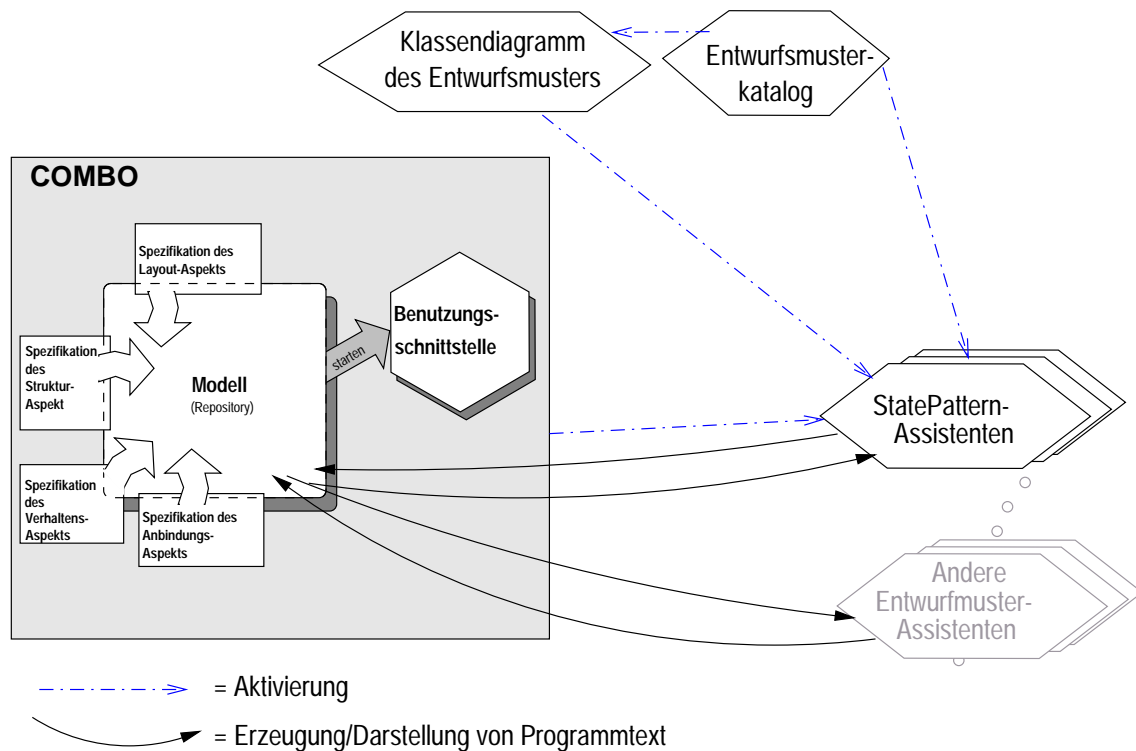 Klassendiagramm
des Entwurfsmusters
Entwurfsmuster-
katalog
COMBO
Spezifikation des
Layout-Aspekts
Benutzungs-
schnittstelle
starten
Spezifikation
des
Struktur-
Aspekt
Modell
(Repository)
StatePattern-
Assistenten
Spezifikation
des
Verhaltens-
Aspekts
Spezifikation des
Anbindungs-
Aspekts
Andere
Entwurfmuster-
Assistenten
= Aktivierung
= Erzeugung/Darstellung von Programmtext